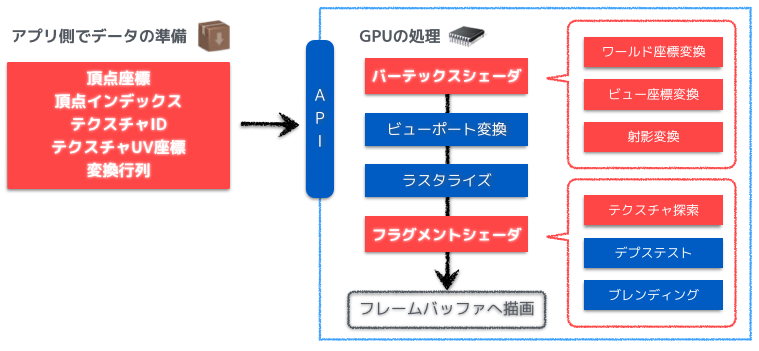 アプリ側でデータの準備
頂点座標
頂点インデックス
テクスチャID
テクスチャUV座標
変換行列
API
GPUの処理
バーテックスシェーダ
ビューポート変換
ラスタライズ
フラグメントシェーダ
フレームバッファへ描画
ワールド座標変換
ビュー座標変換
射影変換
テクスチャ探索
デプステスト
ブレンディング